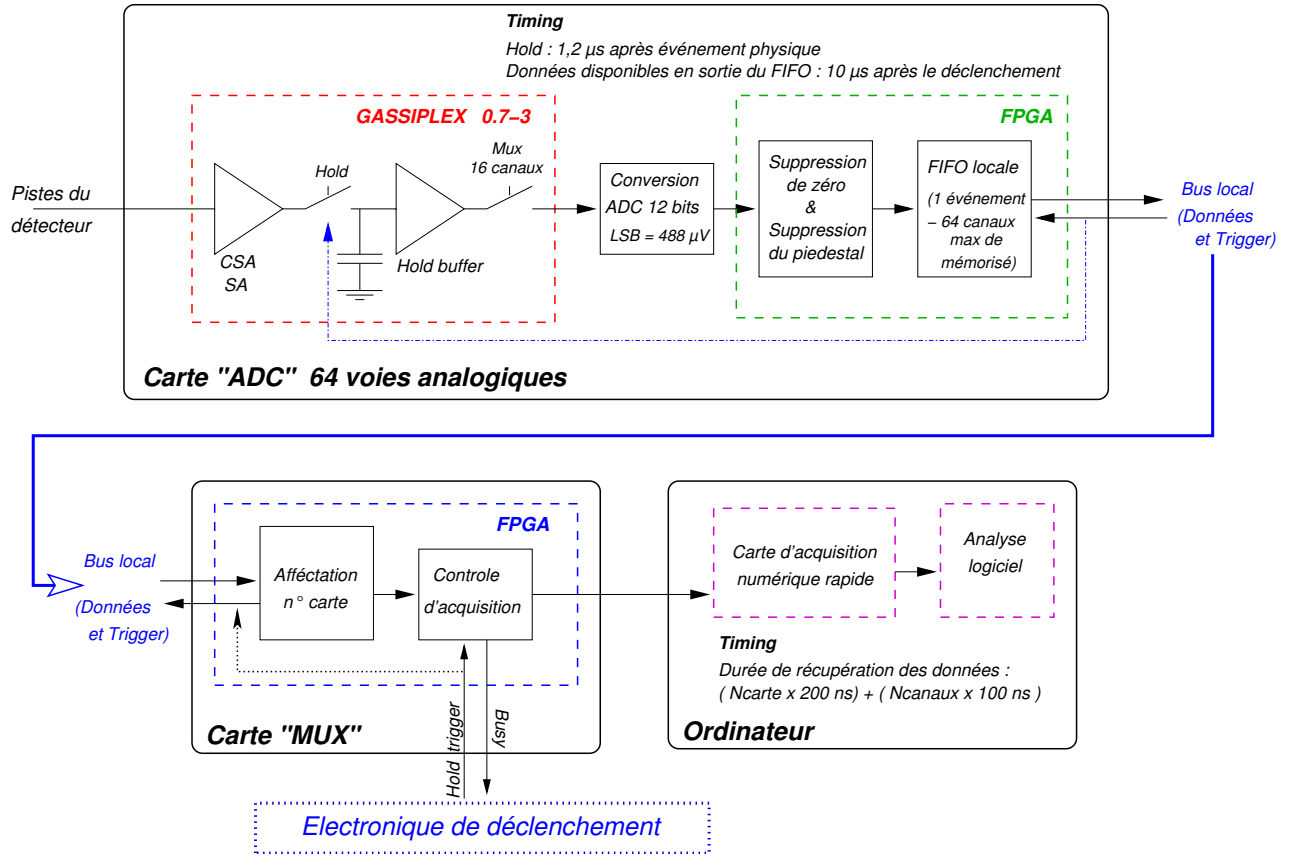 Timing
Hold : 1,2 µs après événement physique
Données disponibles en sortie du FIFO : 10 µs après le déclenchement
GASSIPLEX 0.7−3
FPGA
Pistes du
détecteur
CSA
SA
Hold
Hold buffer
Mux
16 canaux
Conversion
ADC 12 bits
LSB = 488 µV
Suppression
de zéro
&
Suppression
du piedestal
FIFO locale
(1 événement
− 64 canaux
max de
mémorisé)
Bus local
(Données
et Trigger)
Carte "ADC" 64 voies analogiques
FPGA
Bus local
(Données
et Trigger)
Afféctation
n° carte
Controle
d'acquisition
Carte "MUX"
Hold trigger
Busy
Carte d'acquisition
numérique rapide
Analyse
logiciel
Timing
Durée de récupération des données :
( Ncarte x 200 ns) + ( Ncanaux x 100 ns )
Ordinateur
Electronique de déclenchement